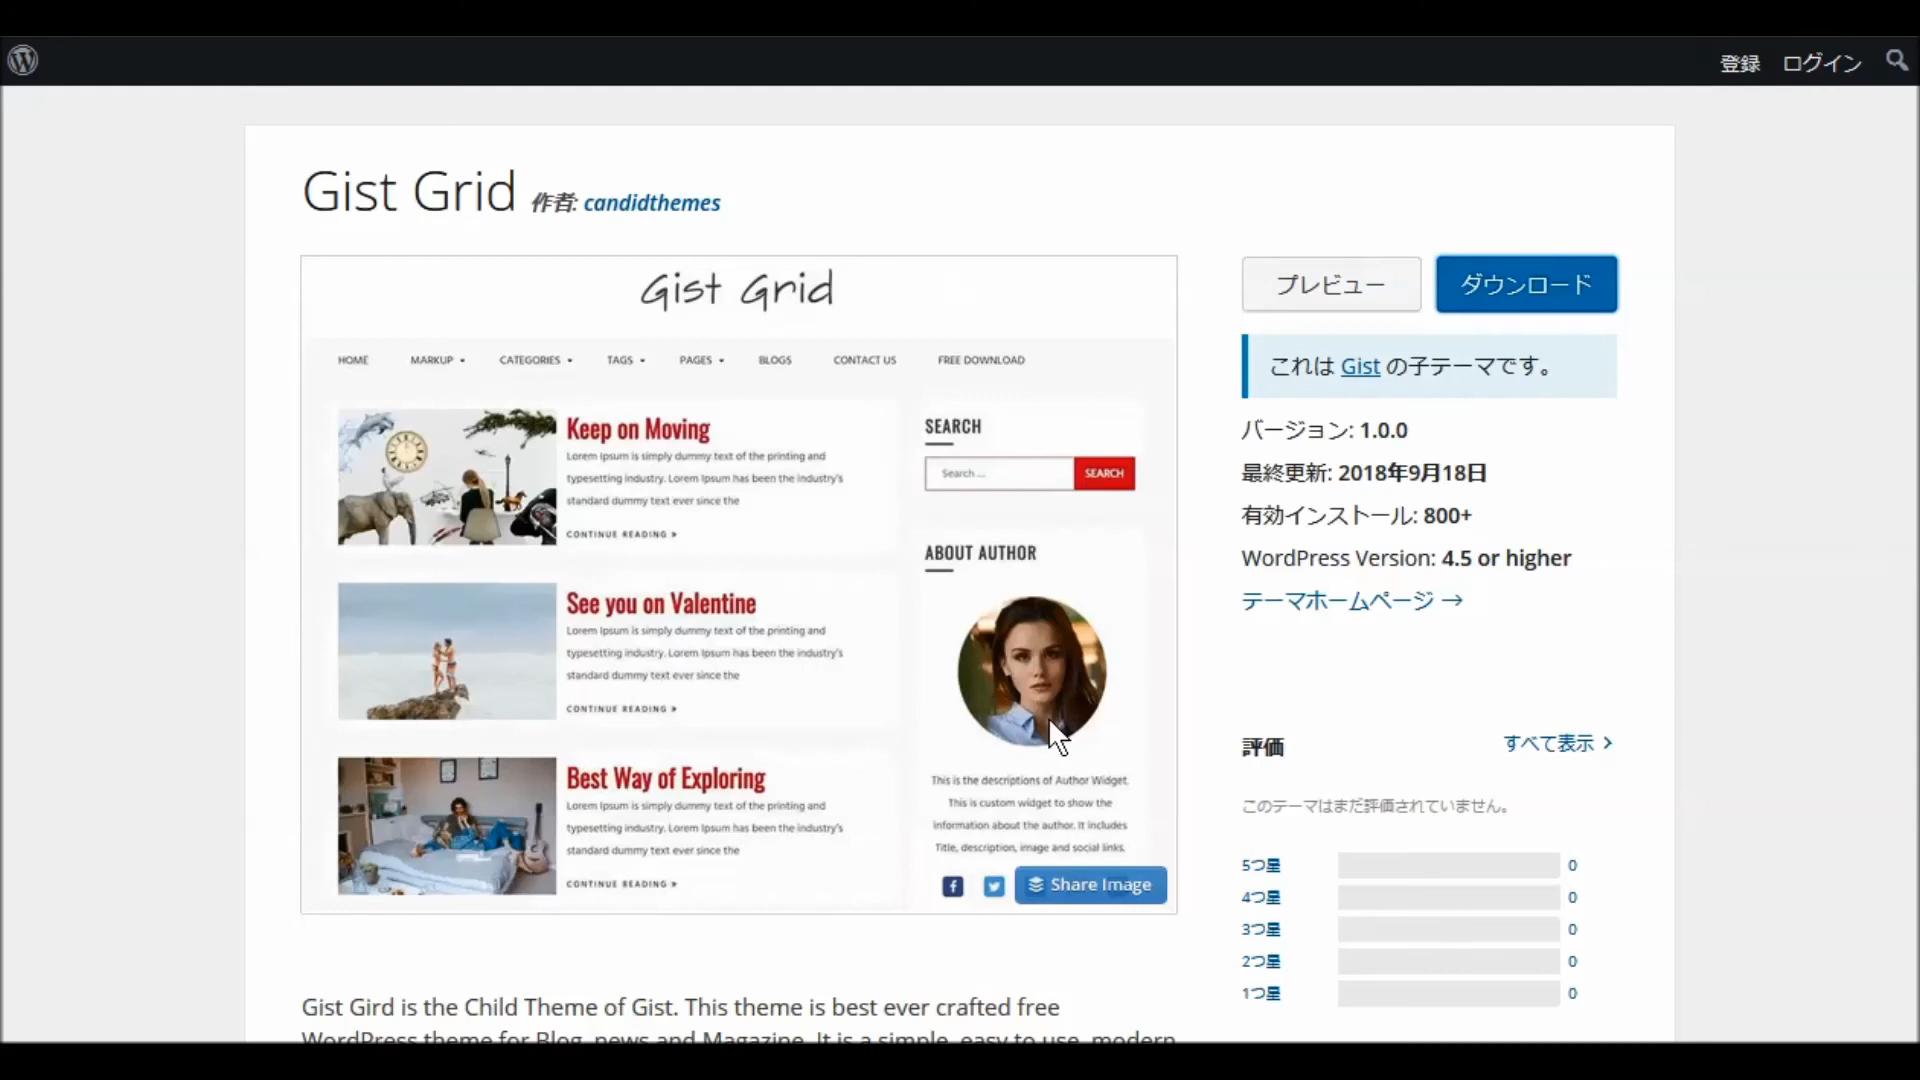 登録 ログイン
Gist Grid 作者: candidthemes
Gist Grid
HOME MARKUP CATEGORIES TAGS PAGES BLOGS CONTACT US FREE DOWNLOAD
Keep on Moving
Lorem Ipsum is simply dummy text of the printing and
typesetting industry. Lorem Ipsum has been the industry's
standard dummy text ever since the
CONTINUE READING »
See you on Valentine
Lorem Ipsum is simply dummy text of the printing and
typesetting industry. Lorem Ipsum has been the industry's
standard dummy text ever since the
CONTINUE READING »
Best Way of Exploring
Lorem Ipsum is simply dummy text of the printing and
typesetting industry. Lorem Ipsum has been the industry's
standard dummy text ever since the
CONTINUE READING »
SEARCH
Search ... SEARCH
ABOUT AUTHOR
This is the descriptions of Author Widget.
This is custom widget to show the
information about the author. It includes
Title, description, image and social links.
Share Image
プレビュー ダウンロード
これは Gist の子テーマです。
バージョン: 1.0.0
最終更新: 2018年9月18日
有効インストール: 800+
WordPress Version: 4.5 or higher
テーマホームページ →
評価 すべて表示
このテーマはまだ評価されていません。
5つ星 0
4つ星 0
3つ星 0
2つ星 0
1つ星 0
Gist Gird is the Child Theme of Gist. This theme is best ever crafted free
WordPress theme for Blog, news and Magazine. It is a simple, easy to use, modern